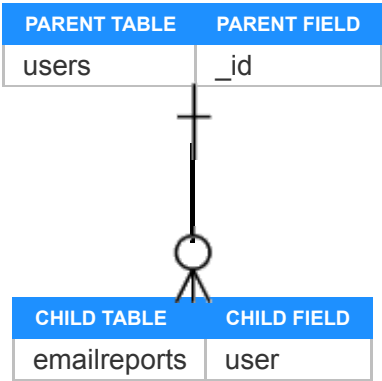 PARENT TABLE PARENT FIELD
users _id
CHILD TABLE CHILD FIELD
emailreports user